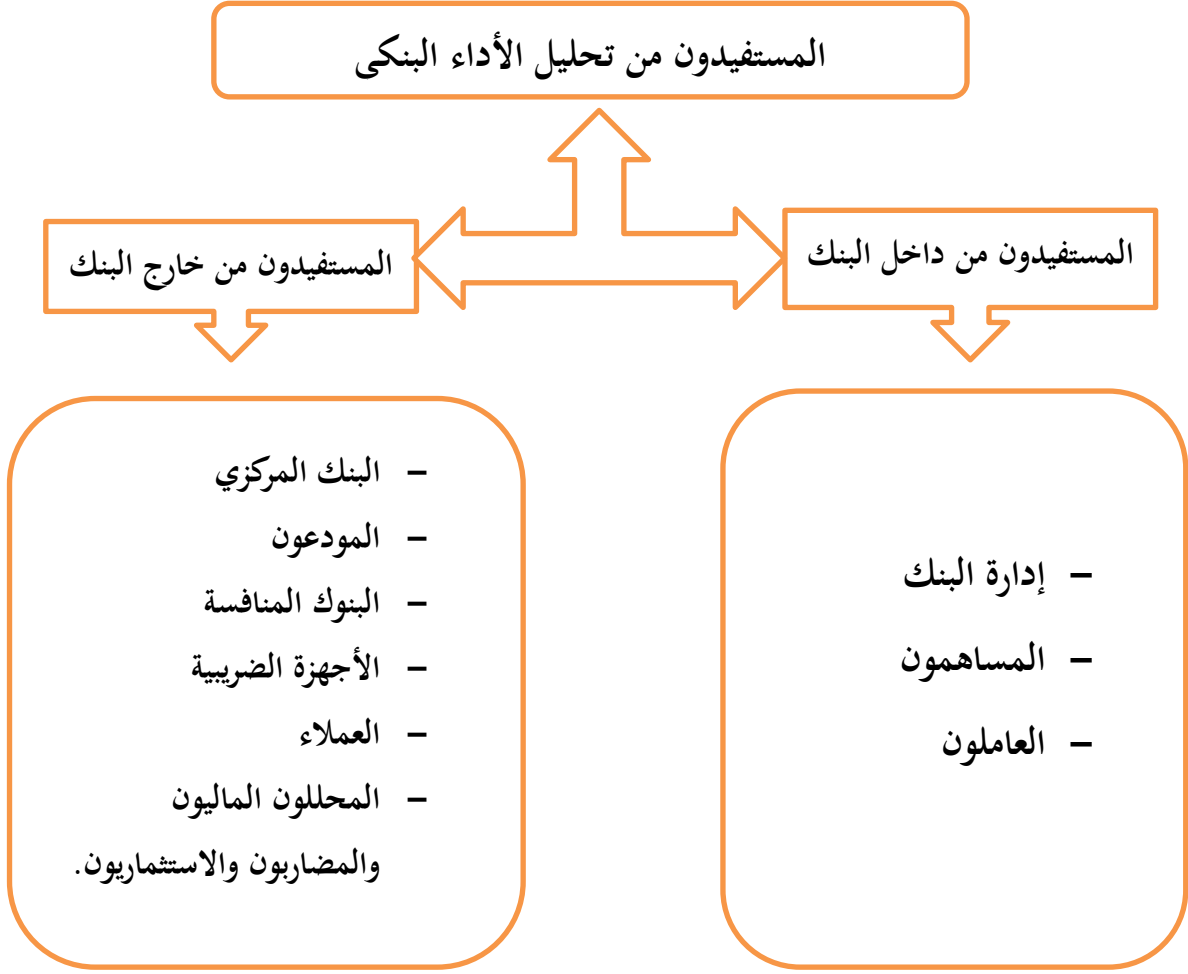 المستفيدون من تحليل الأداء البنكى
المستفيدون من داخل البنك
– إدارة البنك
– المساهمون
– العاملون
المستفيدون من خارج البنك
– البنك المركزي
– المودعون
– البنوك المنافسة
– الأجهزة الضريبية
– العملاء
– المحللون الماليون
والمضاربون والاستثماريون.